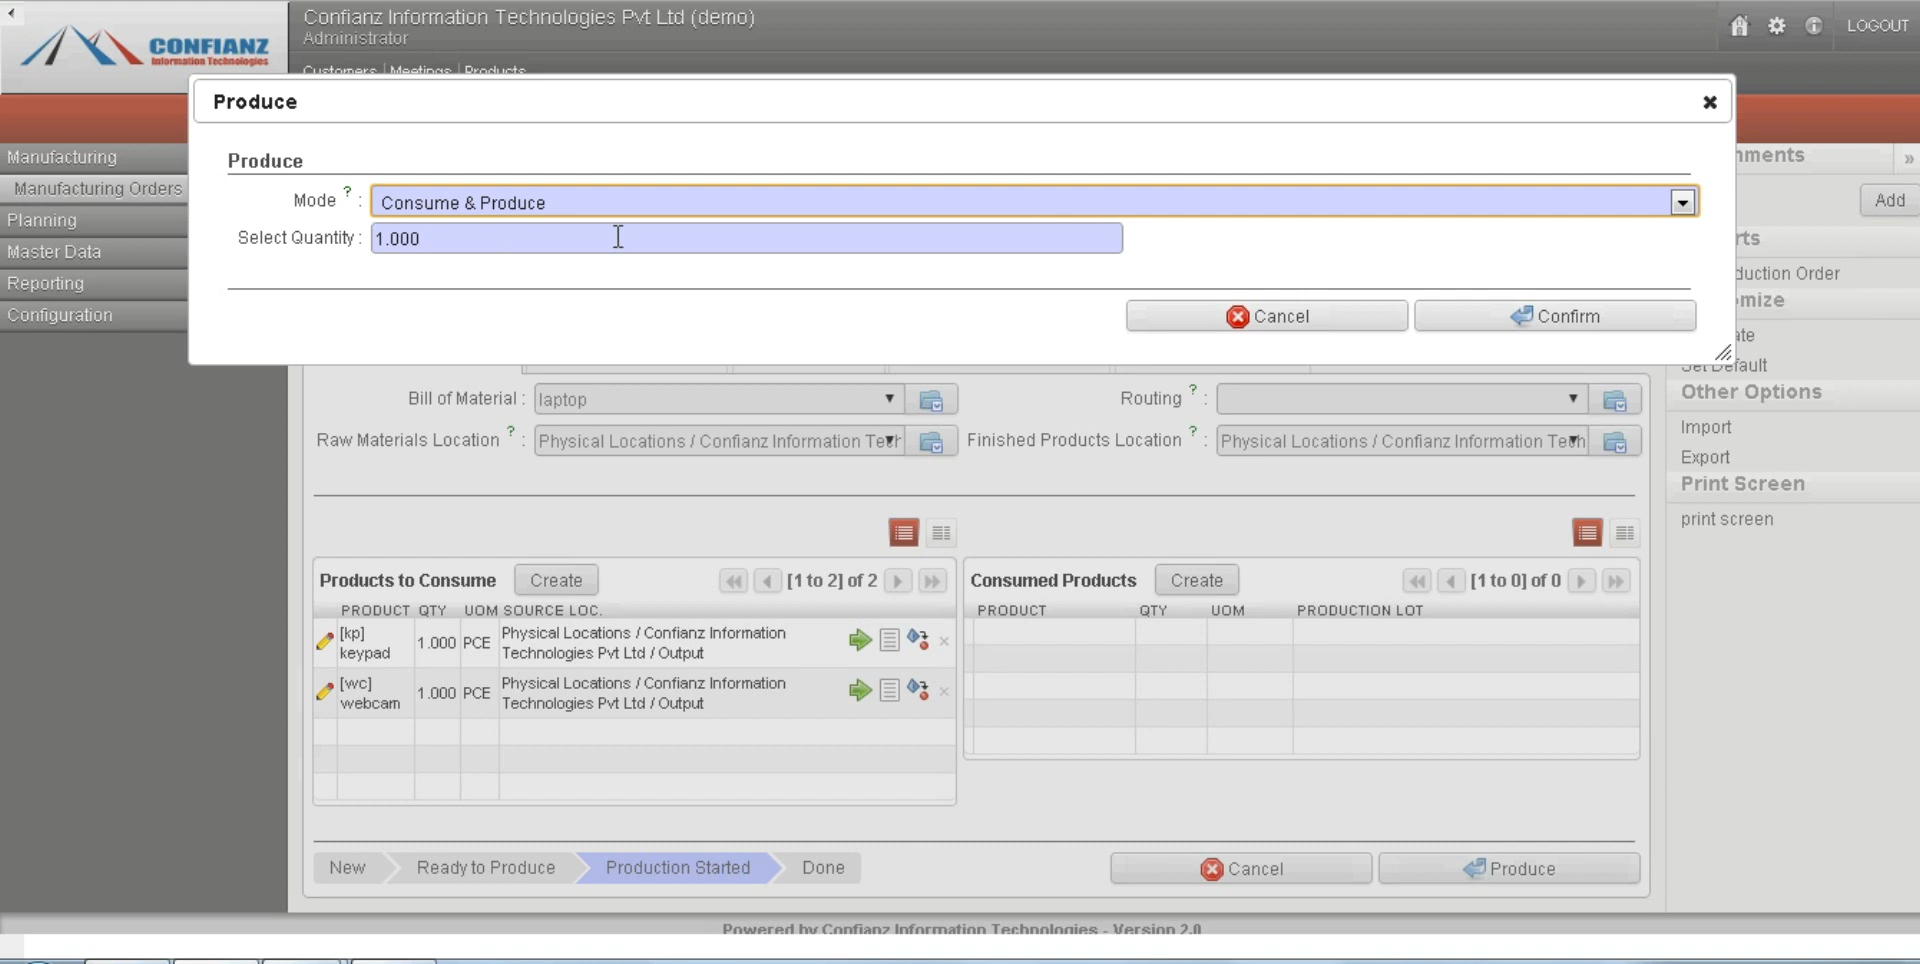 Confianz Information Technologies Pvt Ltd (demo)
Administrator
LOGOUT
CONFIANZ
Information Technologies
Customers | Meetings | Products
Produce
Produce
Mode ? : Consume & Produce
Select Quantity : 1.000
Cancel
Confirm
Manufacturing
Manufacturing Orders
Planning
Master Data
Reporting
Configuration
Add
Bill of Material : laptop
Routing ? :
Raw Materials Location ? : Physical Locations / Confianz Information Tech
Finished Products Location ? : Physical Locations / Confianz Information Tech
Products to Consume Create [1 to 2] of 2
PRODUCT QTY UOM SOURCE LOC.
[kp] keypad 1.000 PCE Physical Locations / Confianz Information
Technologies Pvt Ltd / Output
[wc] webcam 1.000 PCE Physical Locations / Confianz Information
Technologies Pvt Ltd / Output
Consumed Products Create [1 to 0] of 0
PRODUCT QTY UOM PRODUCTION LOT
New Ready to Produce Production Started Done
Cancel
Produce
Order
Default
Other Options
Import
Export
Print Screen
print screen
Powered by Confianz Information Technologies - Version 2.0